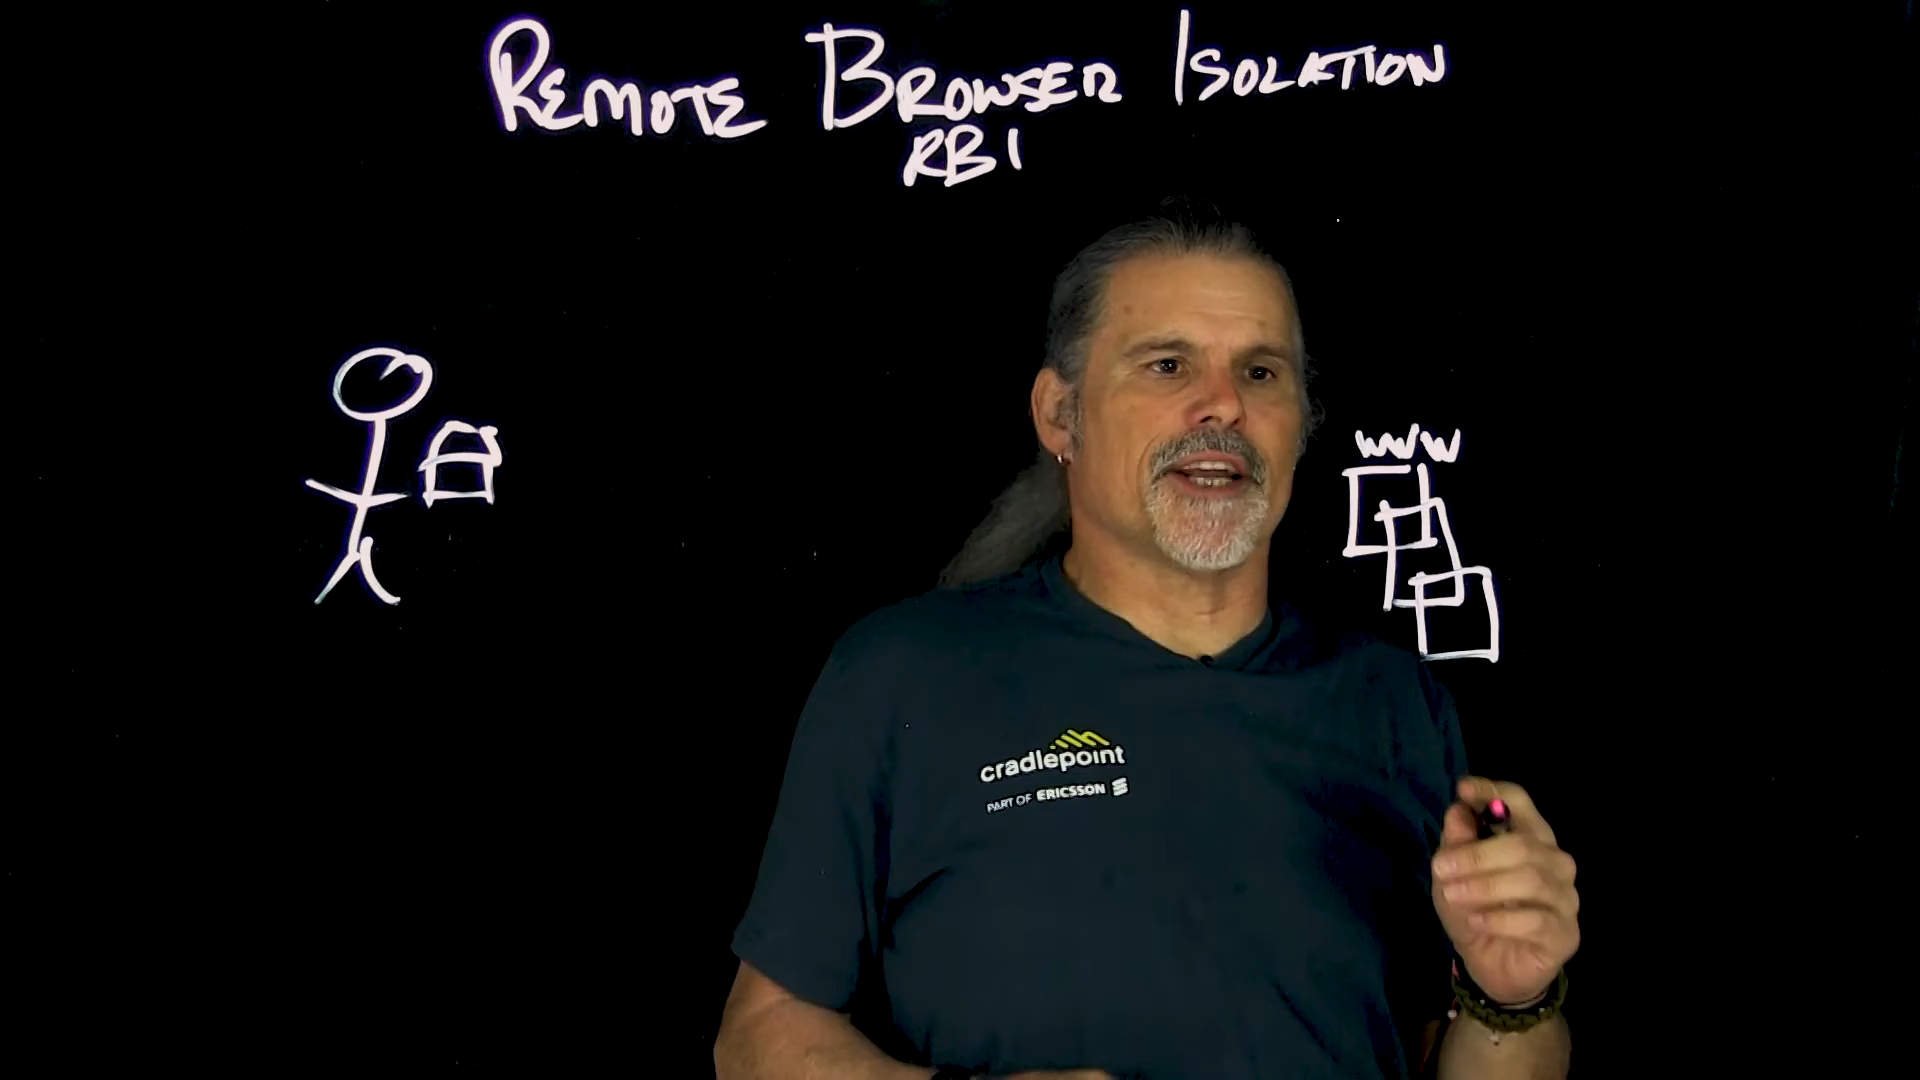 REMOTE BROWSER ISOLATION
RBI
WWW
cradlepoint
PART OF ERICSSON